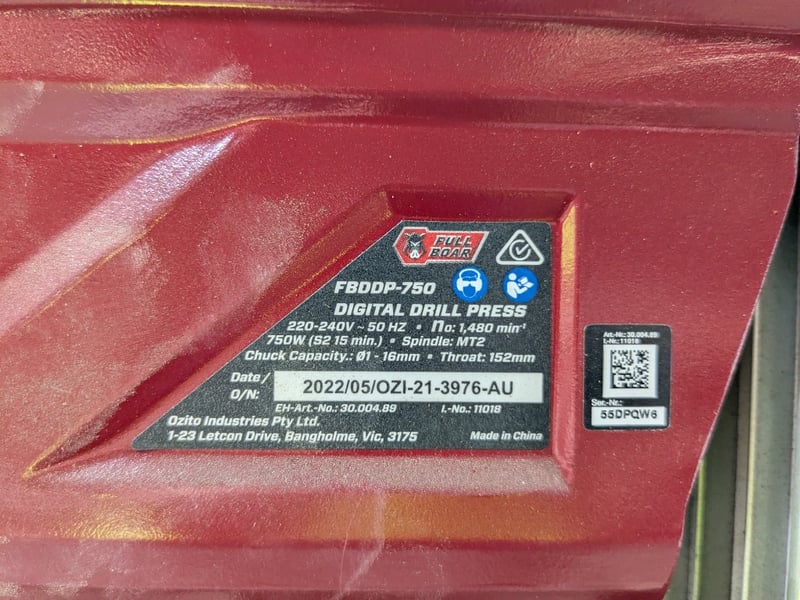 FULL
BOAR
FBDDP-750
DIGITAL DRILL PRESS
220-240V ~ 50 HZ • no: 1,480 min-¹
750W (S2 15 min.) • Spindle: MT2
Chuck Capacity.: Ø1 - 16mm • Throat: 152mm
Date /
O/N:
2022/05/OZI-21-3976-AU
EH-Art.-No.: 30.004.89 I.-No.: 11018
Ozito Industries Pty Ltd.
1-23 Letcon Drive, Bangholme, Vic, 3175
Made in China
Art.-Nr.: 30.004.89
I.-Nr.: 11018
Ser.-Nr.:
55DPQW6